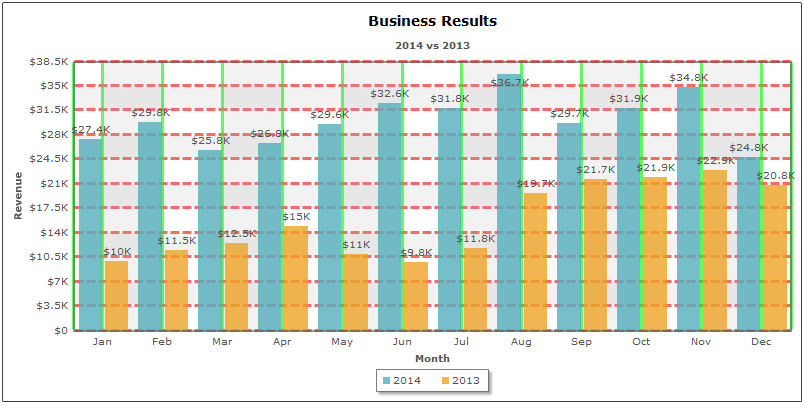 Business Results
2014 vs 2013
$38.5K
$35K
$31.5K
$28K
$24.5K
$21K
$17.5K
$14K
$10.5K
$7K
$3.5K
$0
Revenue
$27.4K $29.8K $25.8K $26.8K $29.6K $32.6K $31.8K $36.7K $29.7K $31.9K $34.8K $24.8K
$10K $11.5K $12.5K $15K $11K $9.8K $11.8K $19.7K $21.7K $21.9K $22.9K $20.8K
Jan Feb Mar Apr May Jun Jul Aug Sep Oct Nov Dec
Month
2014 2013